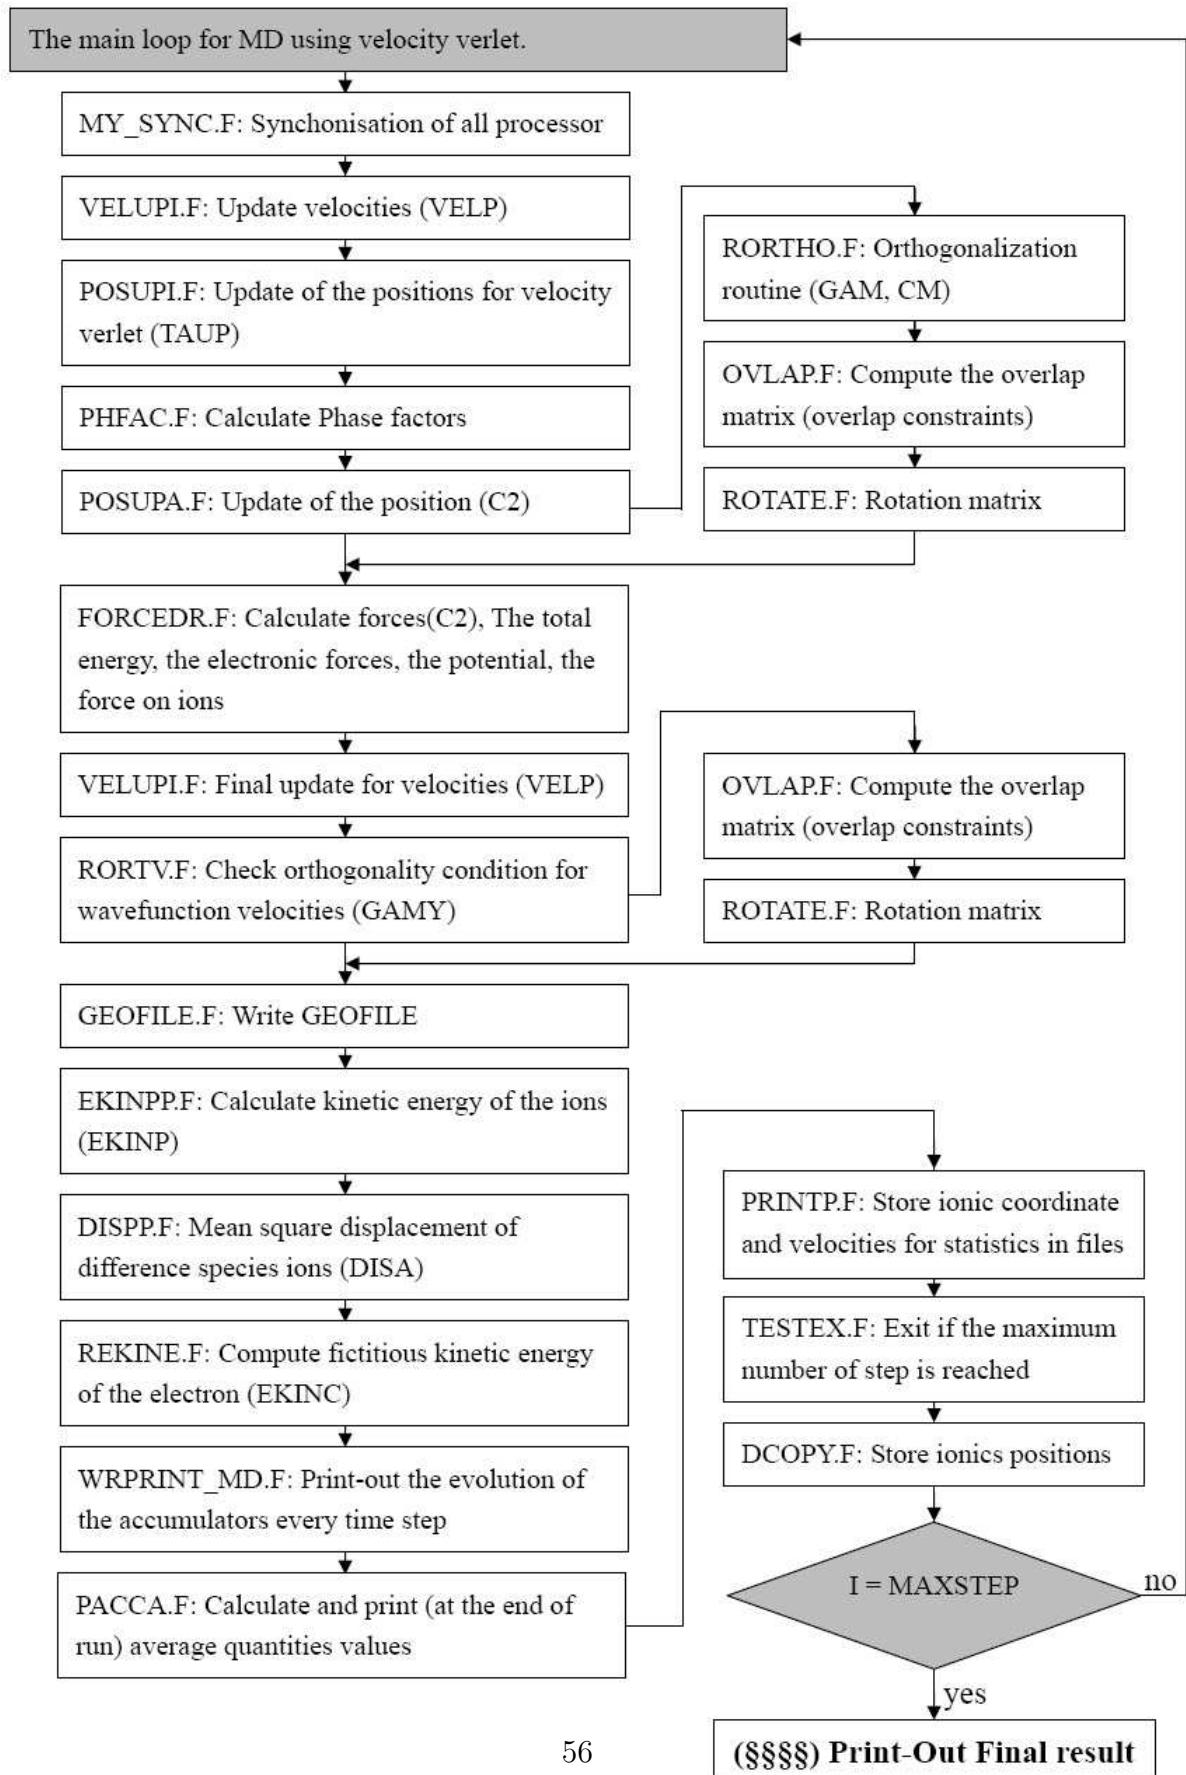 The main loop for MD using velocity verlet.
MY_SYNC.F: Synchonisation of all processor
VELUPI.F: Update velocities (VELP)
POSUPI.F: Update of the positions for velocity
verlet (TAUP)
PHFAC.F: Calculate Phase factors
POSUPA.F: Update of the position (C2)
RORTHO.F: Orthogonalization
routine (GAM, CM)
OVLAP.F: Compute the overlap
matrix (overlap constraints)
ROTATE.F: Rotation matrix
FORCEDR.F: Calculate forces(C2), The total
energy, the electronic forces, the potential, the
force on ions
VELUPI.F: Final update for velocities (VELP)
RORTV.F: Check orthogonality condition for
wavefunction velocities (GAMY)
OVLAP.F: Compute the overlap
matrix (overlap constraints)
ROTATE.F: Rotation matrix
GEOFILE.F: Write GEOFILE
EKINPP.F: Calculate kinetic energy of the ions
(EKINP)
DISPP.F: Mean square displacement of
difference species ions (DISA)
REKINE.F: Compute fictitious kinetic energy
of the electron (EKINC)
WRPRINT_MD.F: Print-out the evolution of
the accumulators every time step
PACCA.F: Calculate and print (at the end of
run) average quantities values
PRINTP.F: Store ionic coordinate
and velocities for statistics in files
TESTEX.F: Exit if the maximum
number of step is reached
DCOPY.F: Store ionics positions
I = MAXSTEP
no
yes
(§§§§) Print-Out Final result
56